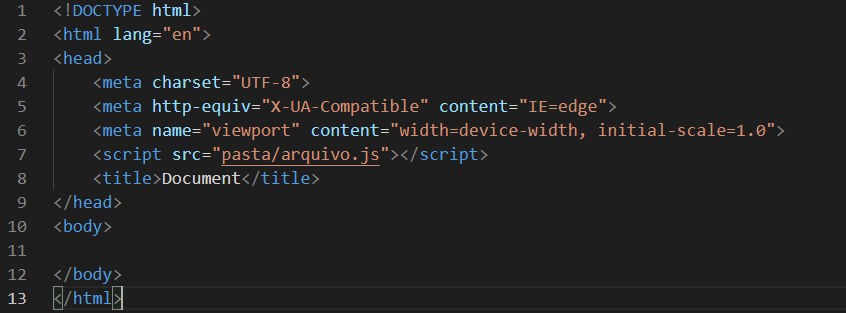 1 <!DOCTYPE html>
2 <html lang="en">
3 <head>
4     <meta charset="UTF-8">
5     <meta http-equiv="X-UA-Compatible" content="IE=edge">
6     <meta name="viewport" content="width=device-width, initial-scale=1.0">
7     <script src="pasta/arquivo.js"></script>
8     <title>Document</title>
9 </head>
10 <body>
11
12 </body>
13 </html>